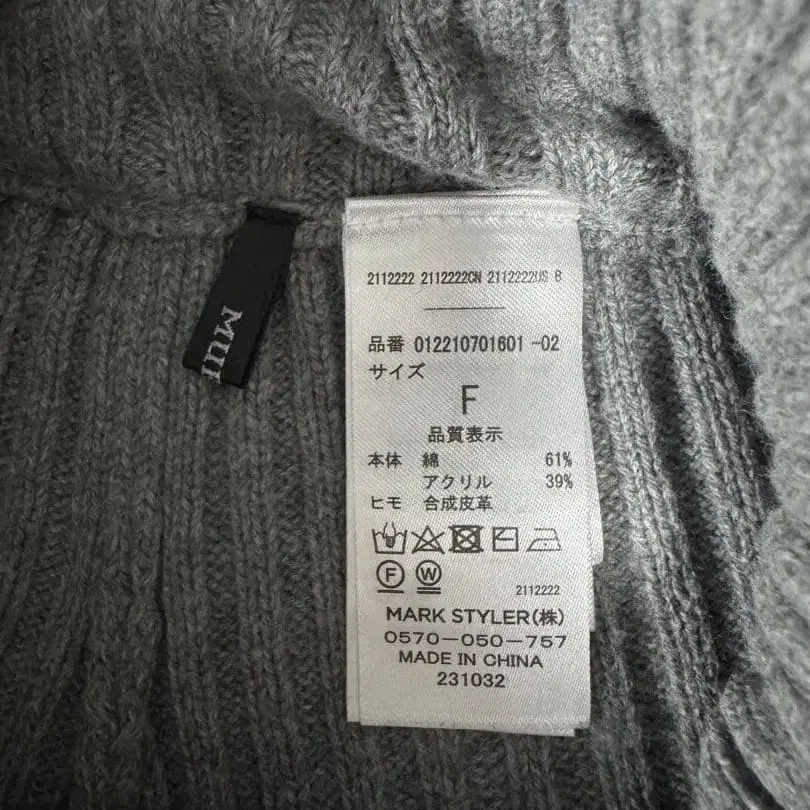 2112222 2112222CN 2112222US B
品番 012210701601 -02
サイズ
F
品質表示
本体 綿 61%
アクリル 39%
ヒモ 合成皮革
F W
2112222
MARK STYLER(株)
0570-050-757
MADE IN CHINA
231032